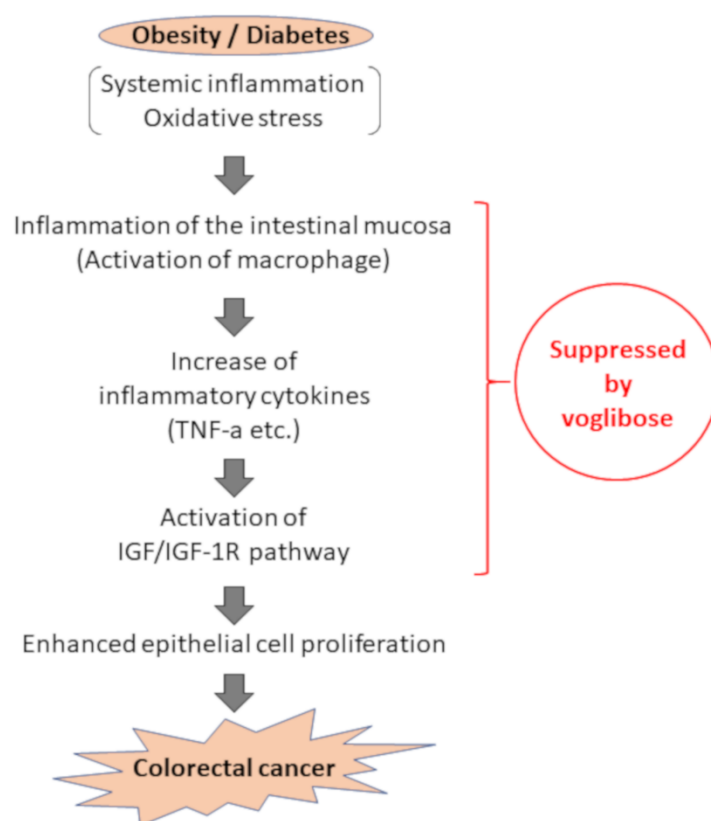 Obesity / Diabetes
Systemic inflammation
Oxidative stress
Inflammation of the intestinal mucosa
(Activation of macrophage)
Increase of
inflammatory cytokines
(TNF-a etc.)
Activation of
IGF/IGF-1R pathway
Enhanced epithelial cell proliferation
Colorectal cancer
Suppressed
by
voglibose